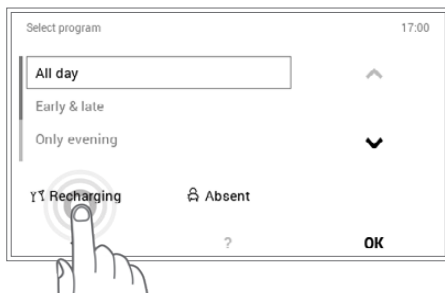 Select program 17:00
All day
Early & late
Only evening
Recharging Absent
? OK